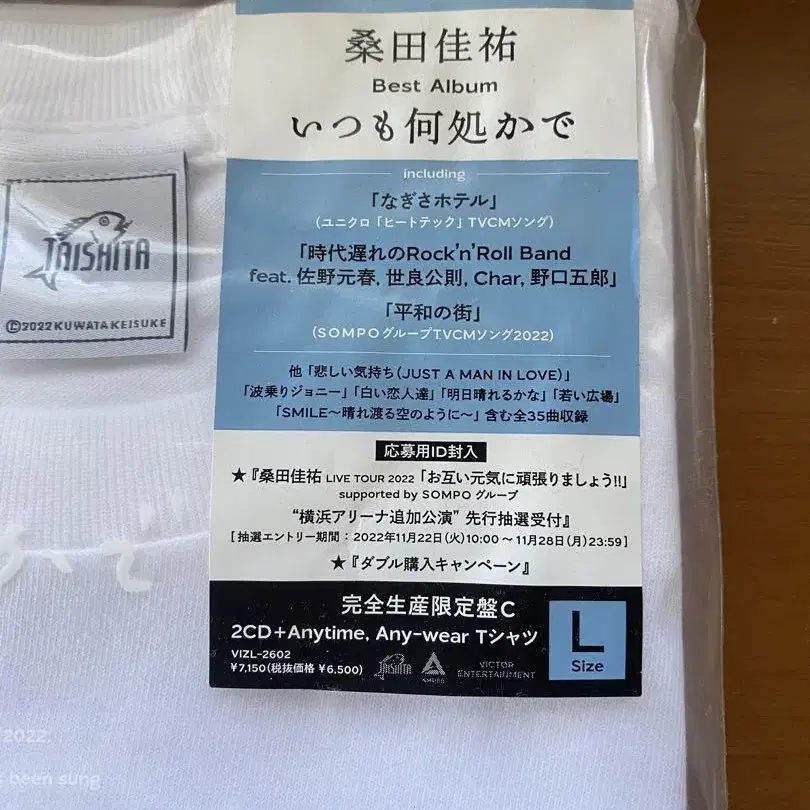 桑田佳祐
Best Album
いつも何処かで
including
「なぎさホテル」
(ユニクロ「ヒートテック」TVCMソング)
「時代遅れのRock'n'Roll Band
feat. 佐野元春, 世良公則, Char, 野口五郎」
「平和の街」
(SOMPOグループTVCMソング2022)
他「悲しい気持ち(JUST A MAN IN LOVE)」
「波乗りジョニー」「白い恋人達」「明日晴れるかな」「若い広場」
「SMILE〜晴れ渡る空のように〜」含む全35曲収録
応募用ID封入
★『桑田佳祐 LIVE TOUR 2022「お互い元気に頑張りましょう!!」
supported by SOMPO グループ
"横浜アリーナ追加公演" 先行抽選受付』
[抽選エントリー期間：2022年11月22日(火)10:00〜11月28日(月)23:59]
★『ダブル購入キャンペーン』
完全生産限定盤C
2CD+Anytime, Any-wear Tシャツ
VIZL-2602
¥7,150(税抜価格 ¥6,500)
TAISHITA
AMUSE
VICTOR
ENTERTAINMENT
L
Size
TAISHITA
©2022KUWATAKEISUKE
かで
2022.
been sung